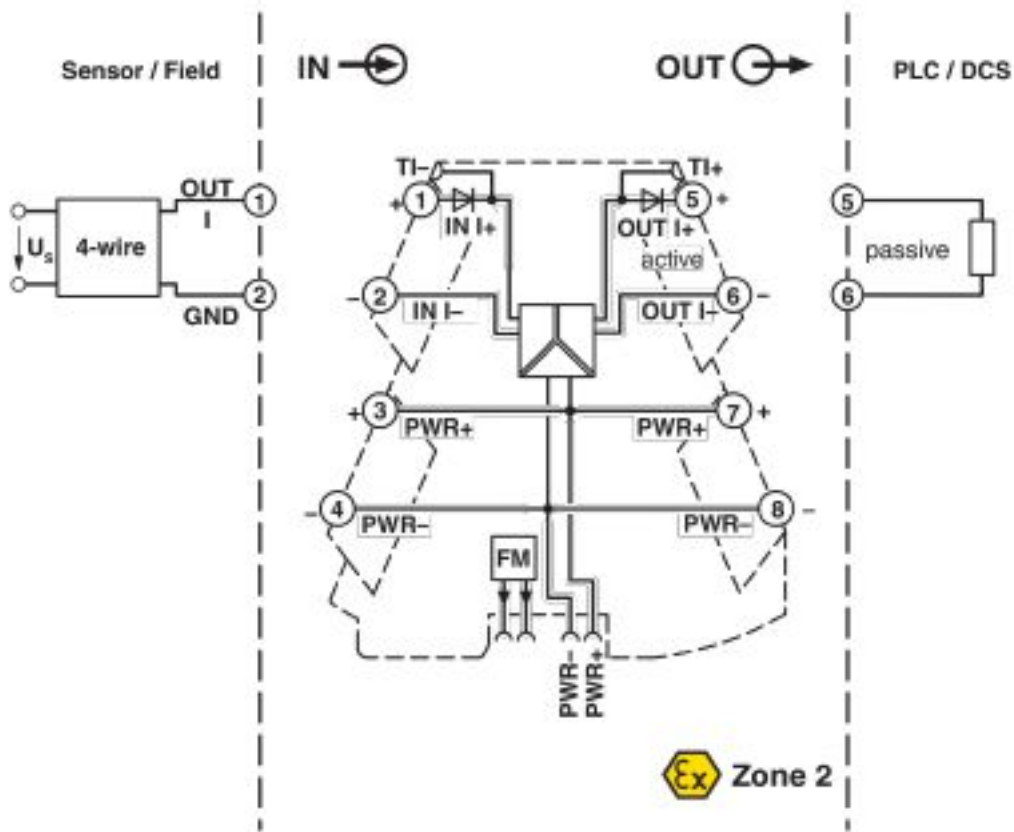 Sensor / Field
IN
OUT
PLC / DCS
TI–
TI+
OUT
1
1
5
5
I
+
+
IN I+
OUT I+
Us
4-wire
active
passive
2
–
2
6
–
6
GND
IN I–
OUT I–
+
3
7
+
PWR+
PWR+
–
4
8
–
PWR–
PWR–
FM
PWR–
PWR+
Ex
Zone 2